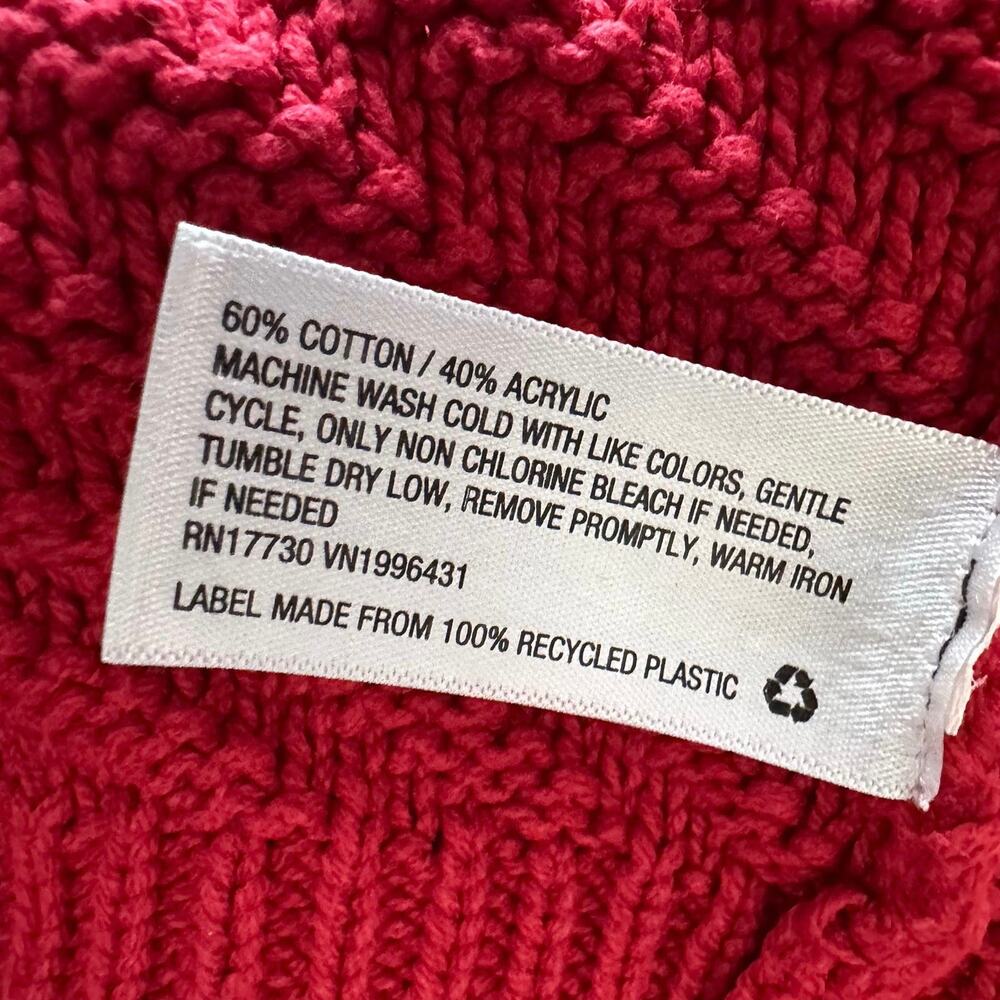 60% COTTON / 40% ACRYLIC
MACHINE WASH COLD WITH LIKE COLORS, GENTLE
CYCLE, ONLY NON CHLORINE BLEACH IF NEEDED,
TUMBLE DRY LOW, REMOVE PROMPTLY, WARM IRON
IF NEEDED
RN17730 VN1996431
LABEL MADE FROM 100% RECYCLED PLASTIC